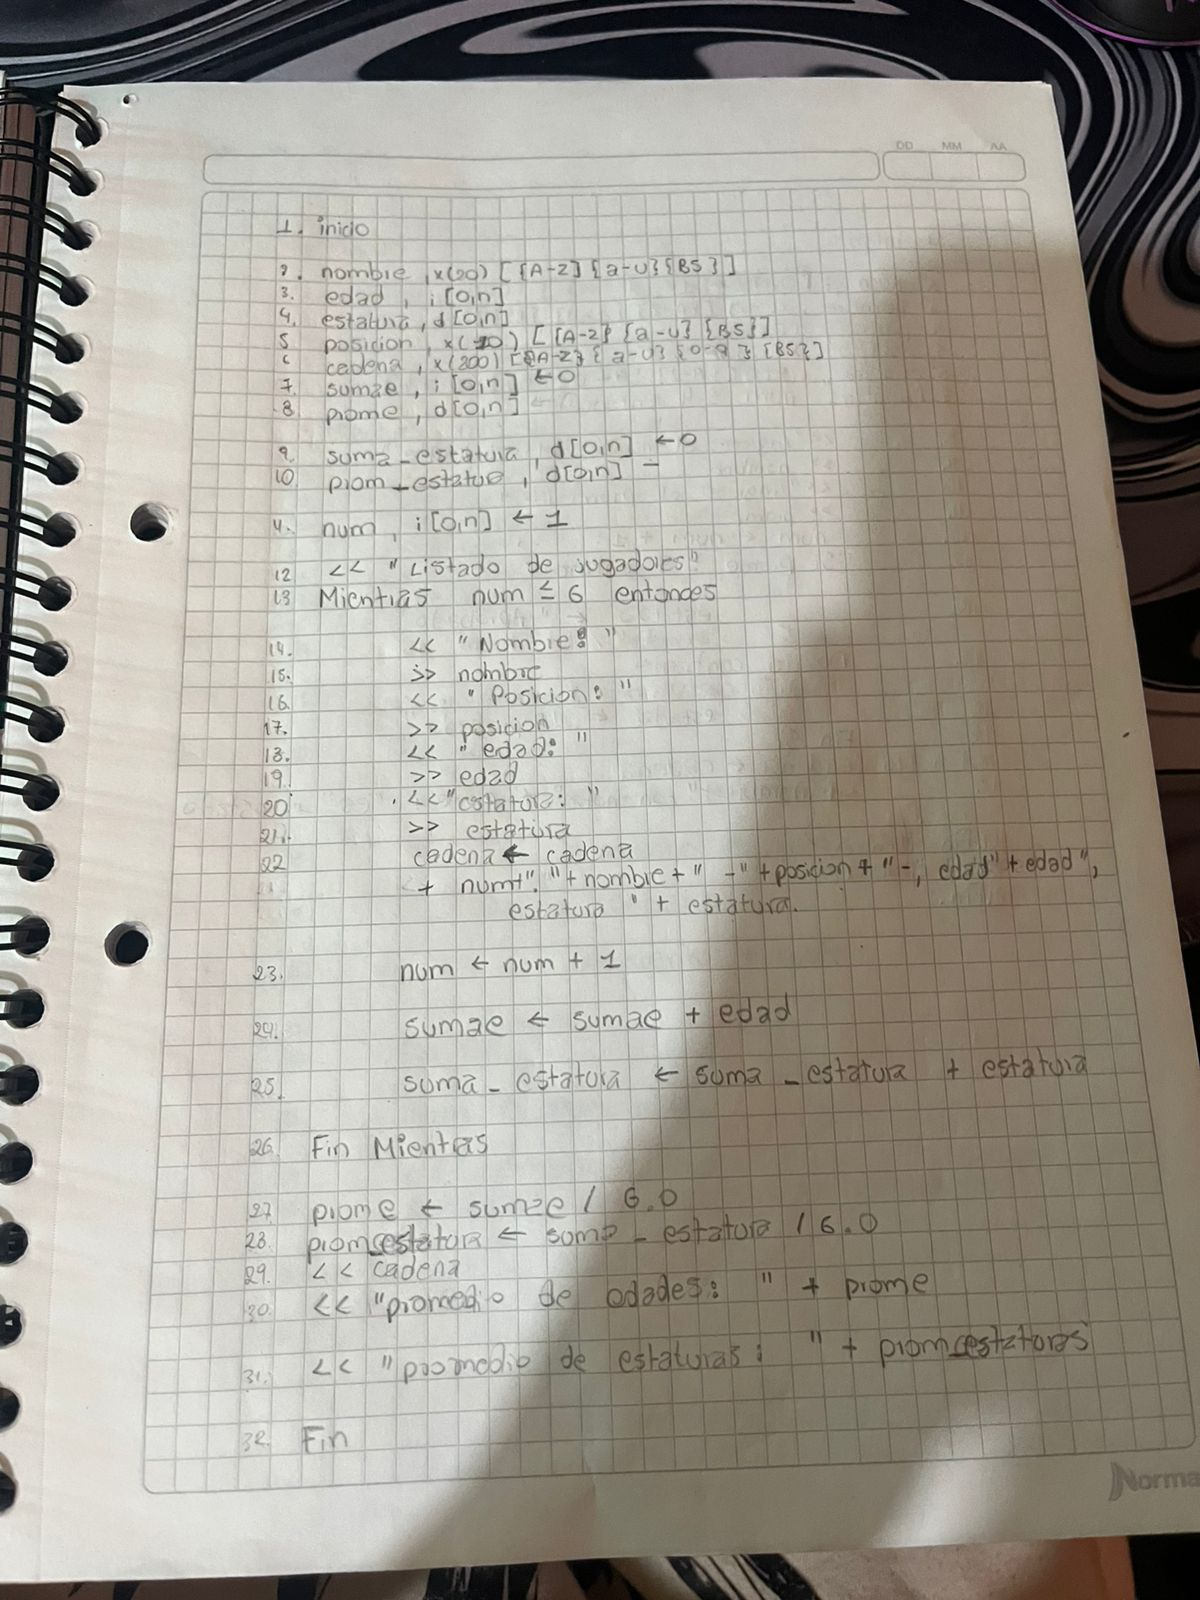 DD MM AA
1. inicio
2. nombre, x(20) [{A-Z} {a-u} {BS}]
3. edad, i [0,n]
4. estatura, d[0,n]
5 posicion, x(20) [{A-Z} {a-u} {BS}]
6 cadena, x(200) [{A-Z} {a-u} {0-9} {BS}]
7. sumae, i [0,n] ←0
8 prome, d[0,n]
9. suma_estatura, d[0,n] ←0
10. prom_estatue, d[0,n] -
4. num, i[0,n] ← 1
12 << "Listado de jugadores"
13 Mientras num ≤ 6 entonces
14. << "Nombre: "
15. >> nombre
16. << "Posicion: "
17. >> posicion
18. << "edad: "
19. >> edad
20 . <<"estatura: "
21. >> estatura
22 cadena ← cadena
+ num+". "+nombre+" -"+posicion+"-, edad"+edad",
estatura " + estatura.
23. num ← num + 1
24. sumae ← sumae + edad
25. suma_estatura ← suma_estatura + estatura
26. Fin Mientras
27. prome ← sumae / 6.0
28. promestatura ← suma_estatura / 6.0
29. << cadena
30. << "promedio de edades: " + prome
31. << "promedio de estaturas: " + prom_estaturas
32. Fin
Norma